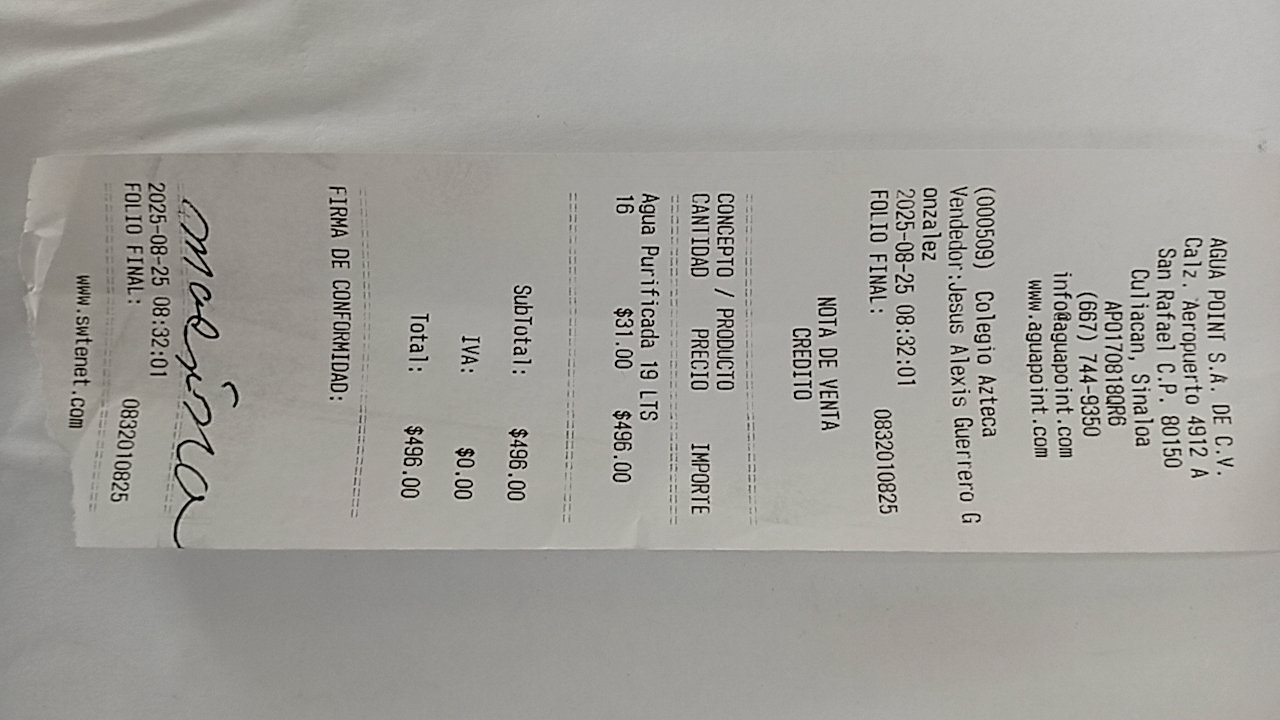 AGUA POINT S.A. DE C.V.
Calz. Aeropuerto 4912 A
San Rafael C.P. 80150
Culiacan, Sinaloa
APO170818QR6
(667) 744-9350
info@aguapoint.com
www.aguapoint.com
(000509) Colegio Azteca
Vendedor:Jesus Alexis Guerrero G
onzalez
2025-08-25 08:32:01
FOLIO FINAL: 0832010825
NOTA DE VENTA
CREDITO
CONCEPTO / PRODUCTO
CANTIDAD PRECIO IMPORTE
Agua Purificada 19 LTS
16 $31.00 $496.00
SubTotal: $496.00
IVA: $0.00
Total: $496.00
FIRMA DE CONFORMIDAD:
2025-08-25 08:32:01
FOLIO FINAL: 0832010825
www.swtenet.com